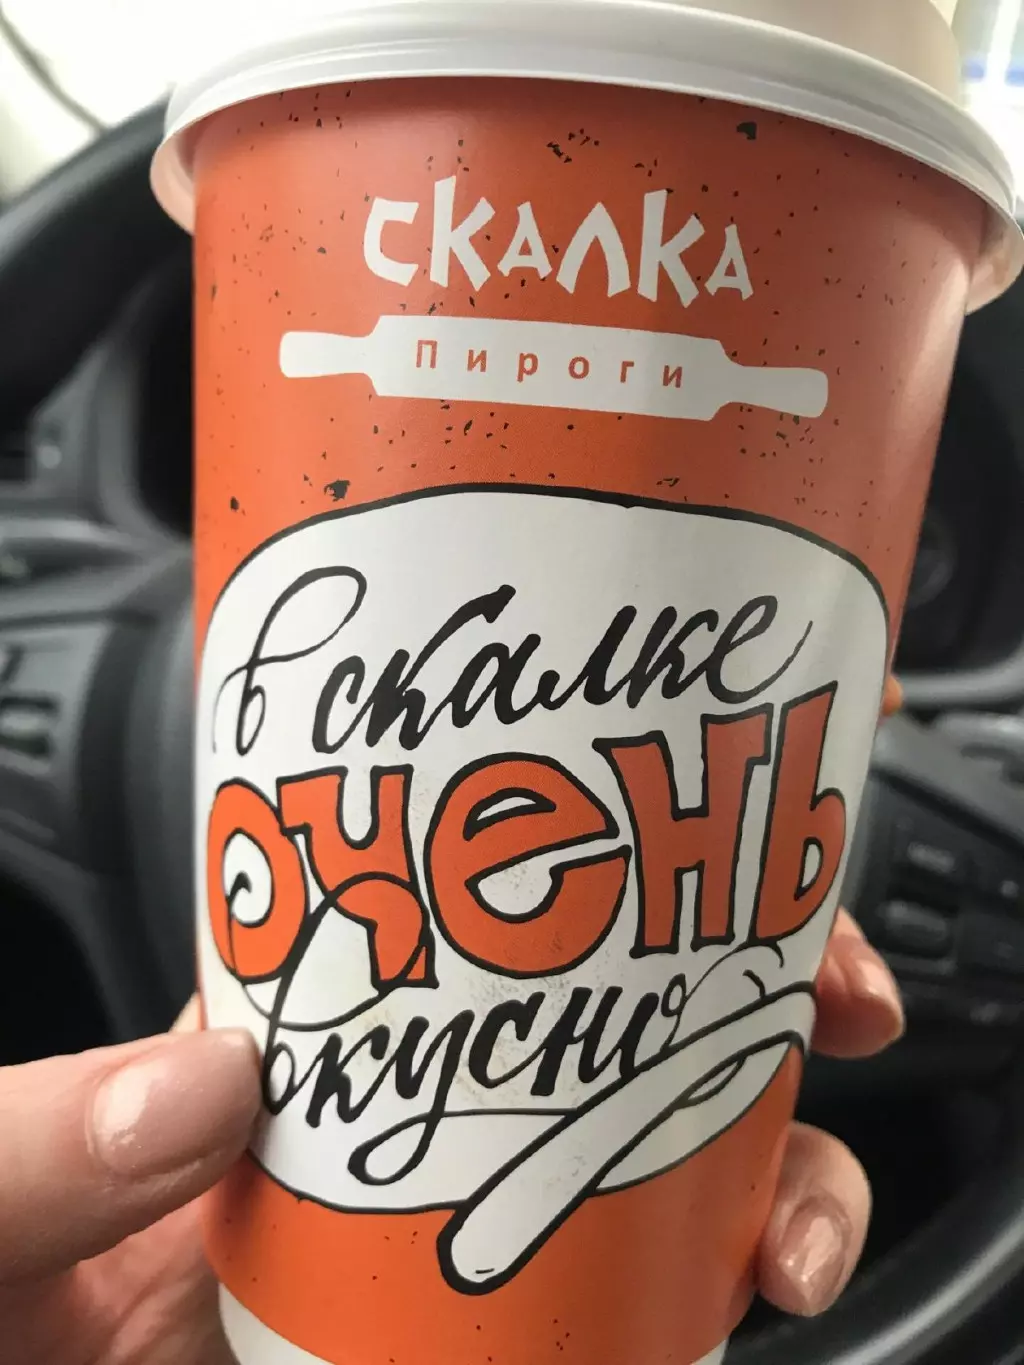 скалка
Пироги
в скалке
очень
вкусно